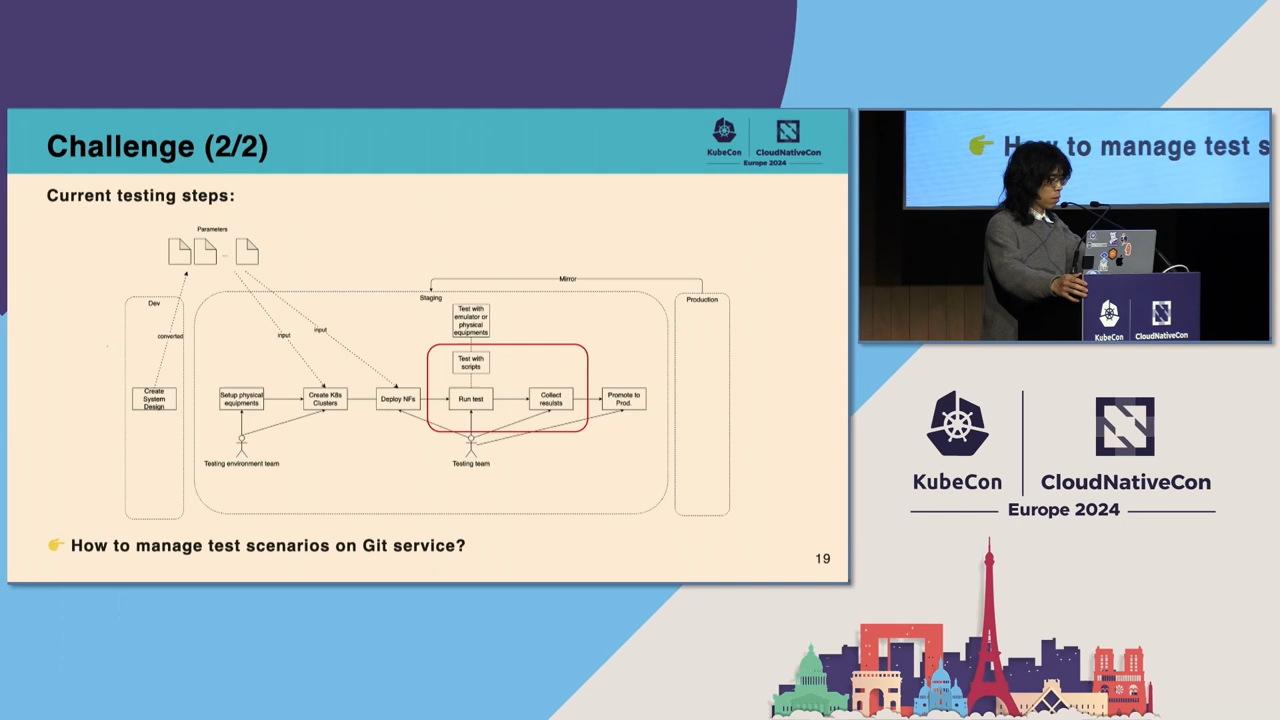 Challenge (2/2)
KubeCon
CloudNativeCon
Europe 2024
Current testing steps:
Parameters
...
Mirror
Dev
Staging
Production
Test with
emulator or
physical
equipments
converted
input
input
Test with
scripts
Create
System
Design
Setup physical
equipments
Create K8s
Clusters
Deploy NFs
Run test
Collect
resulsts
Promote to
Prod.
Testing environment team
Testing team
👉 How to manage test scenarios on Git service?
19
👉 How to manage test s
KubeCon
CloudNativeCon
KubeCon
CloudNativeCon
Europe 2024